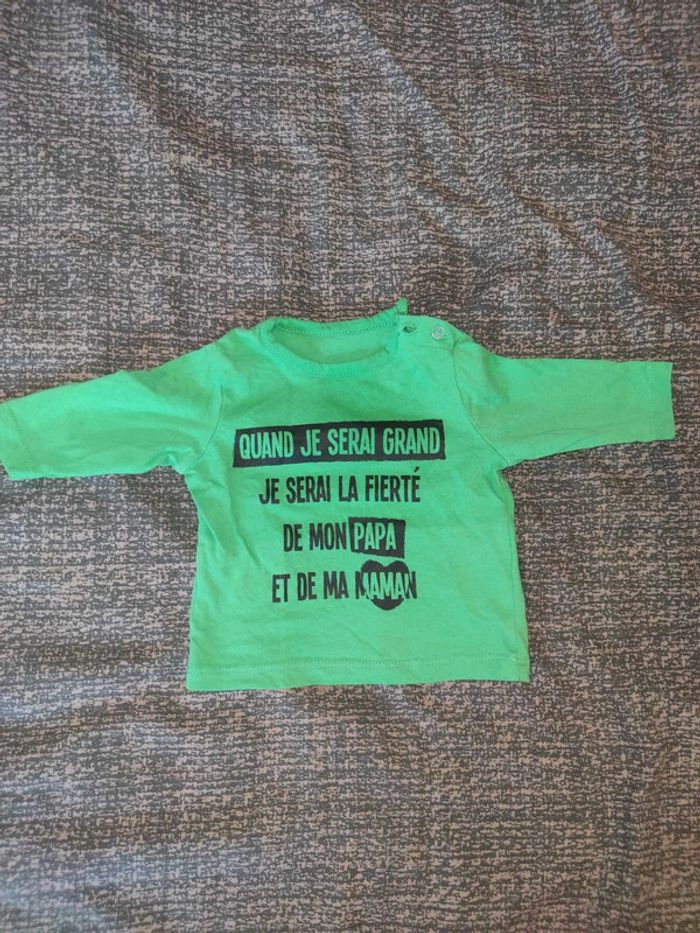 QUAND JE SERAI GRAND
JE SERAI LA FIERTÉ
DE MON PAPA
ET DE MA MAMAN